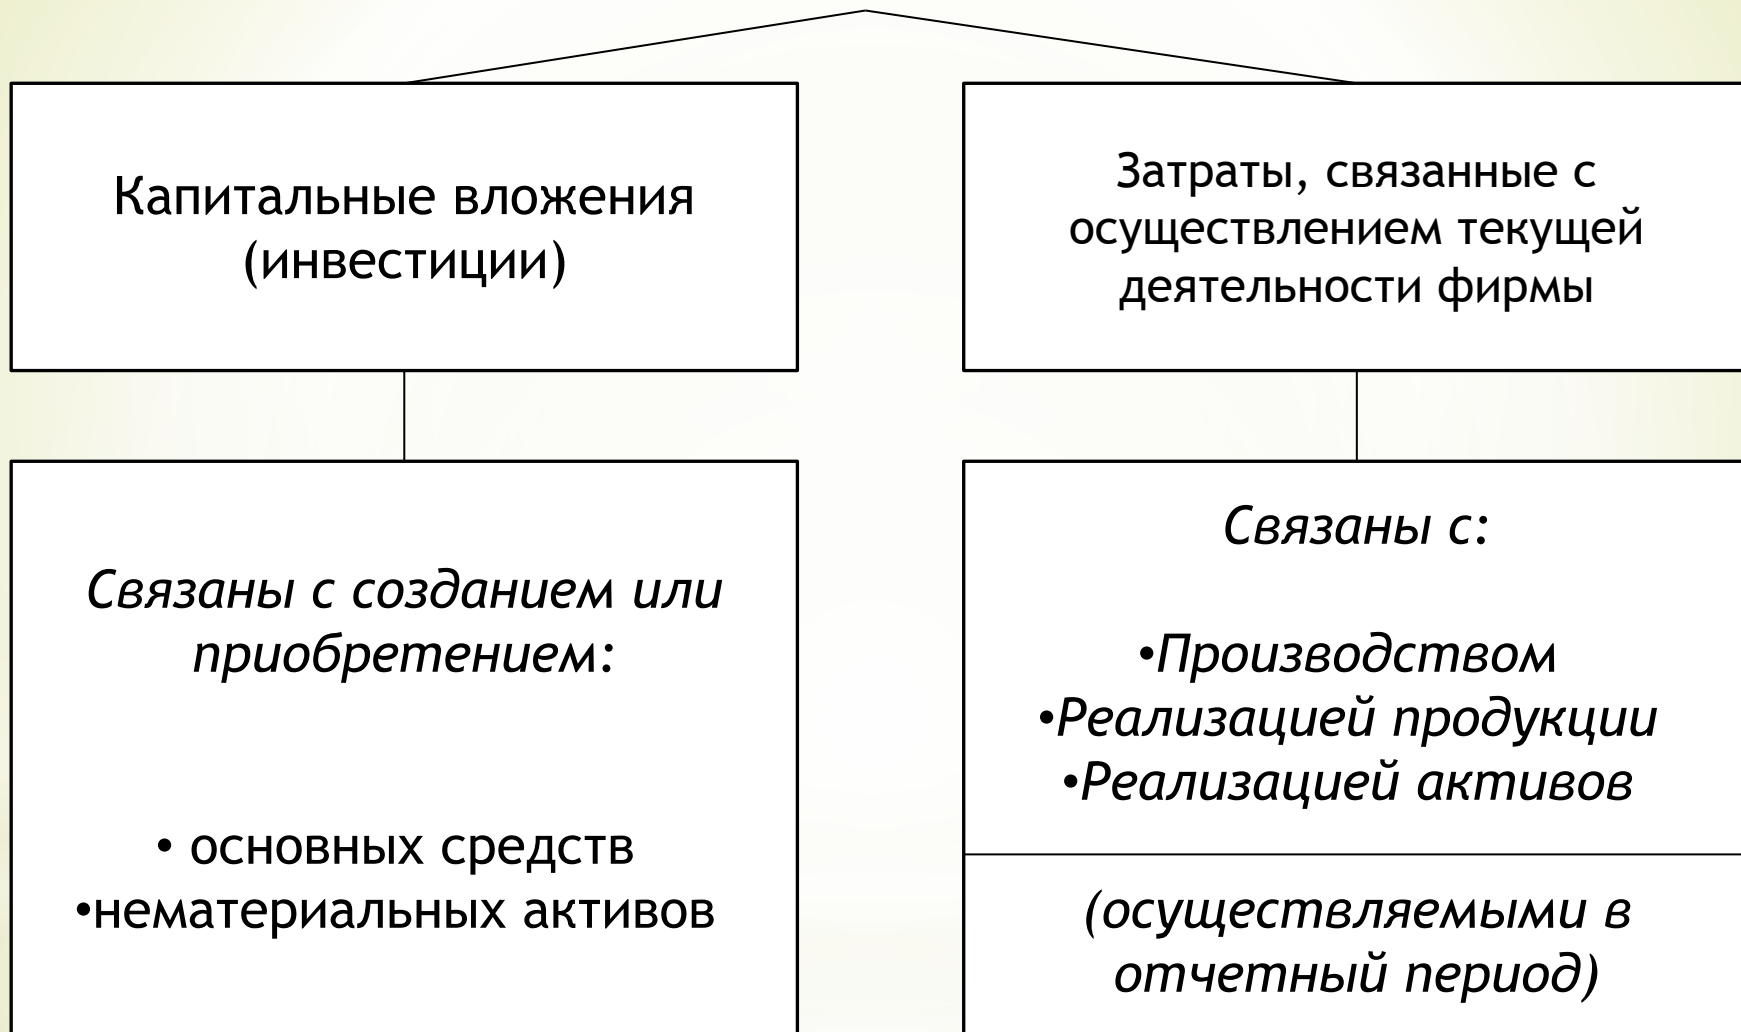 Капитальные вложения
(инвестиции)
Затраты, связанные с
осуществлением текущей
деятельности фирмы
Связаны с созданием или
приобретением:
• основных средств
•нематериальных активов
Связаны с:
•Производством
•Реализацией продукции
•Реализацией активов
(осуществляемыми в
отчетный период)